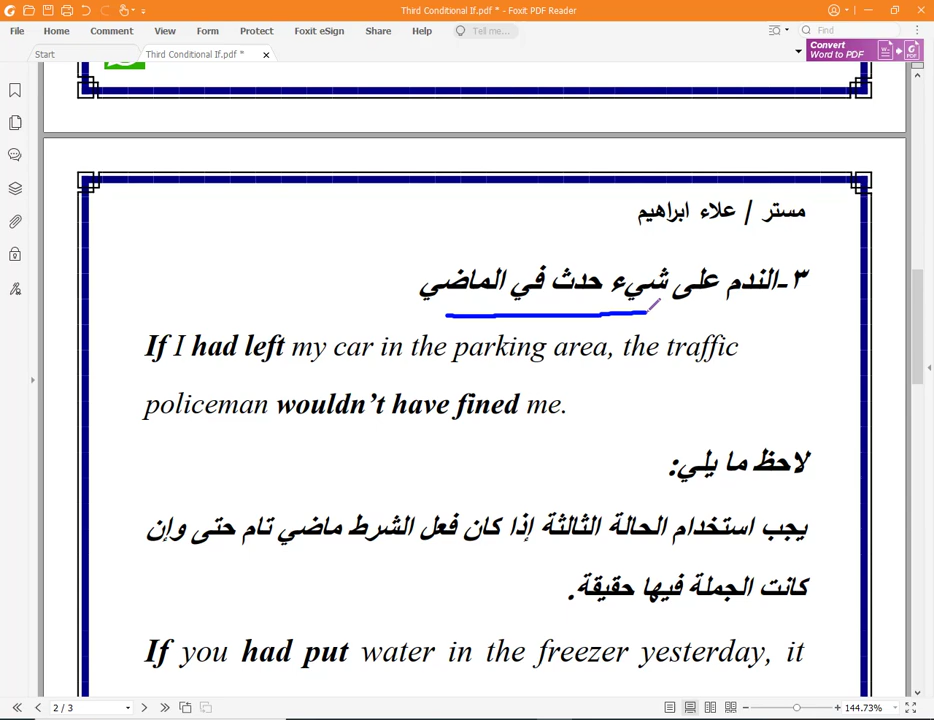 Third Conditional If.pdf * - Foxit PDF Reader
File Home Comment View Form Protect Foxit eSign Share Help Tell me... Find
Start Third Conditional If.pdf * Convert Word to PDF
مستر / علاء ابراهيم
٣-الندم على شيء حدث في الماضي
If I had left my car in the parking area, the traffic
policeman wouldn't have fined me.
لاحظ ما يلي:
يجب استخدام الحالة الثالثة إذا كان فعل الشرط ماضي تام حتى وإن
كانت الجملة فيها حقيقة.
If you had put water in the freezer yesterday, it
2 / 3 144.73%